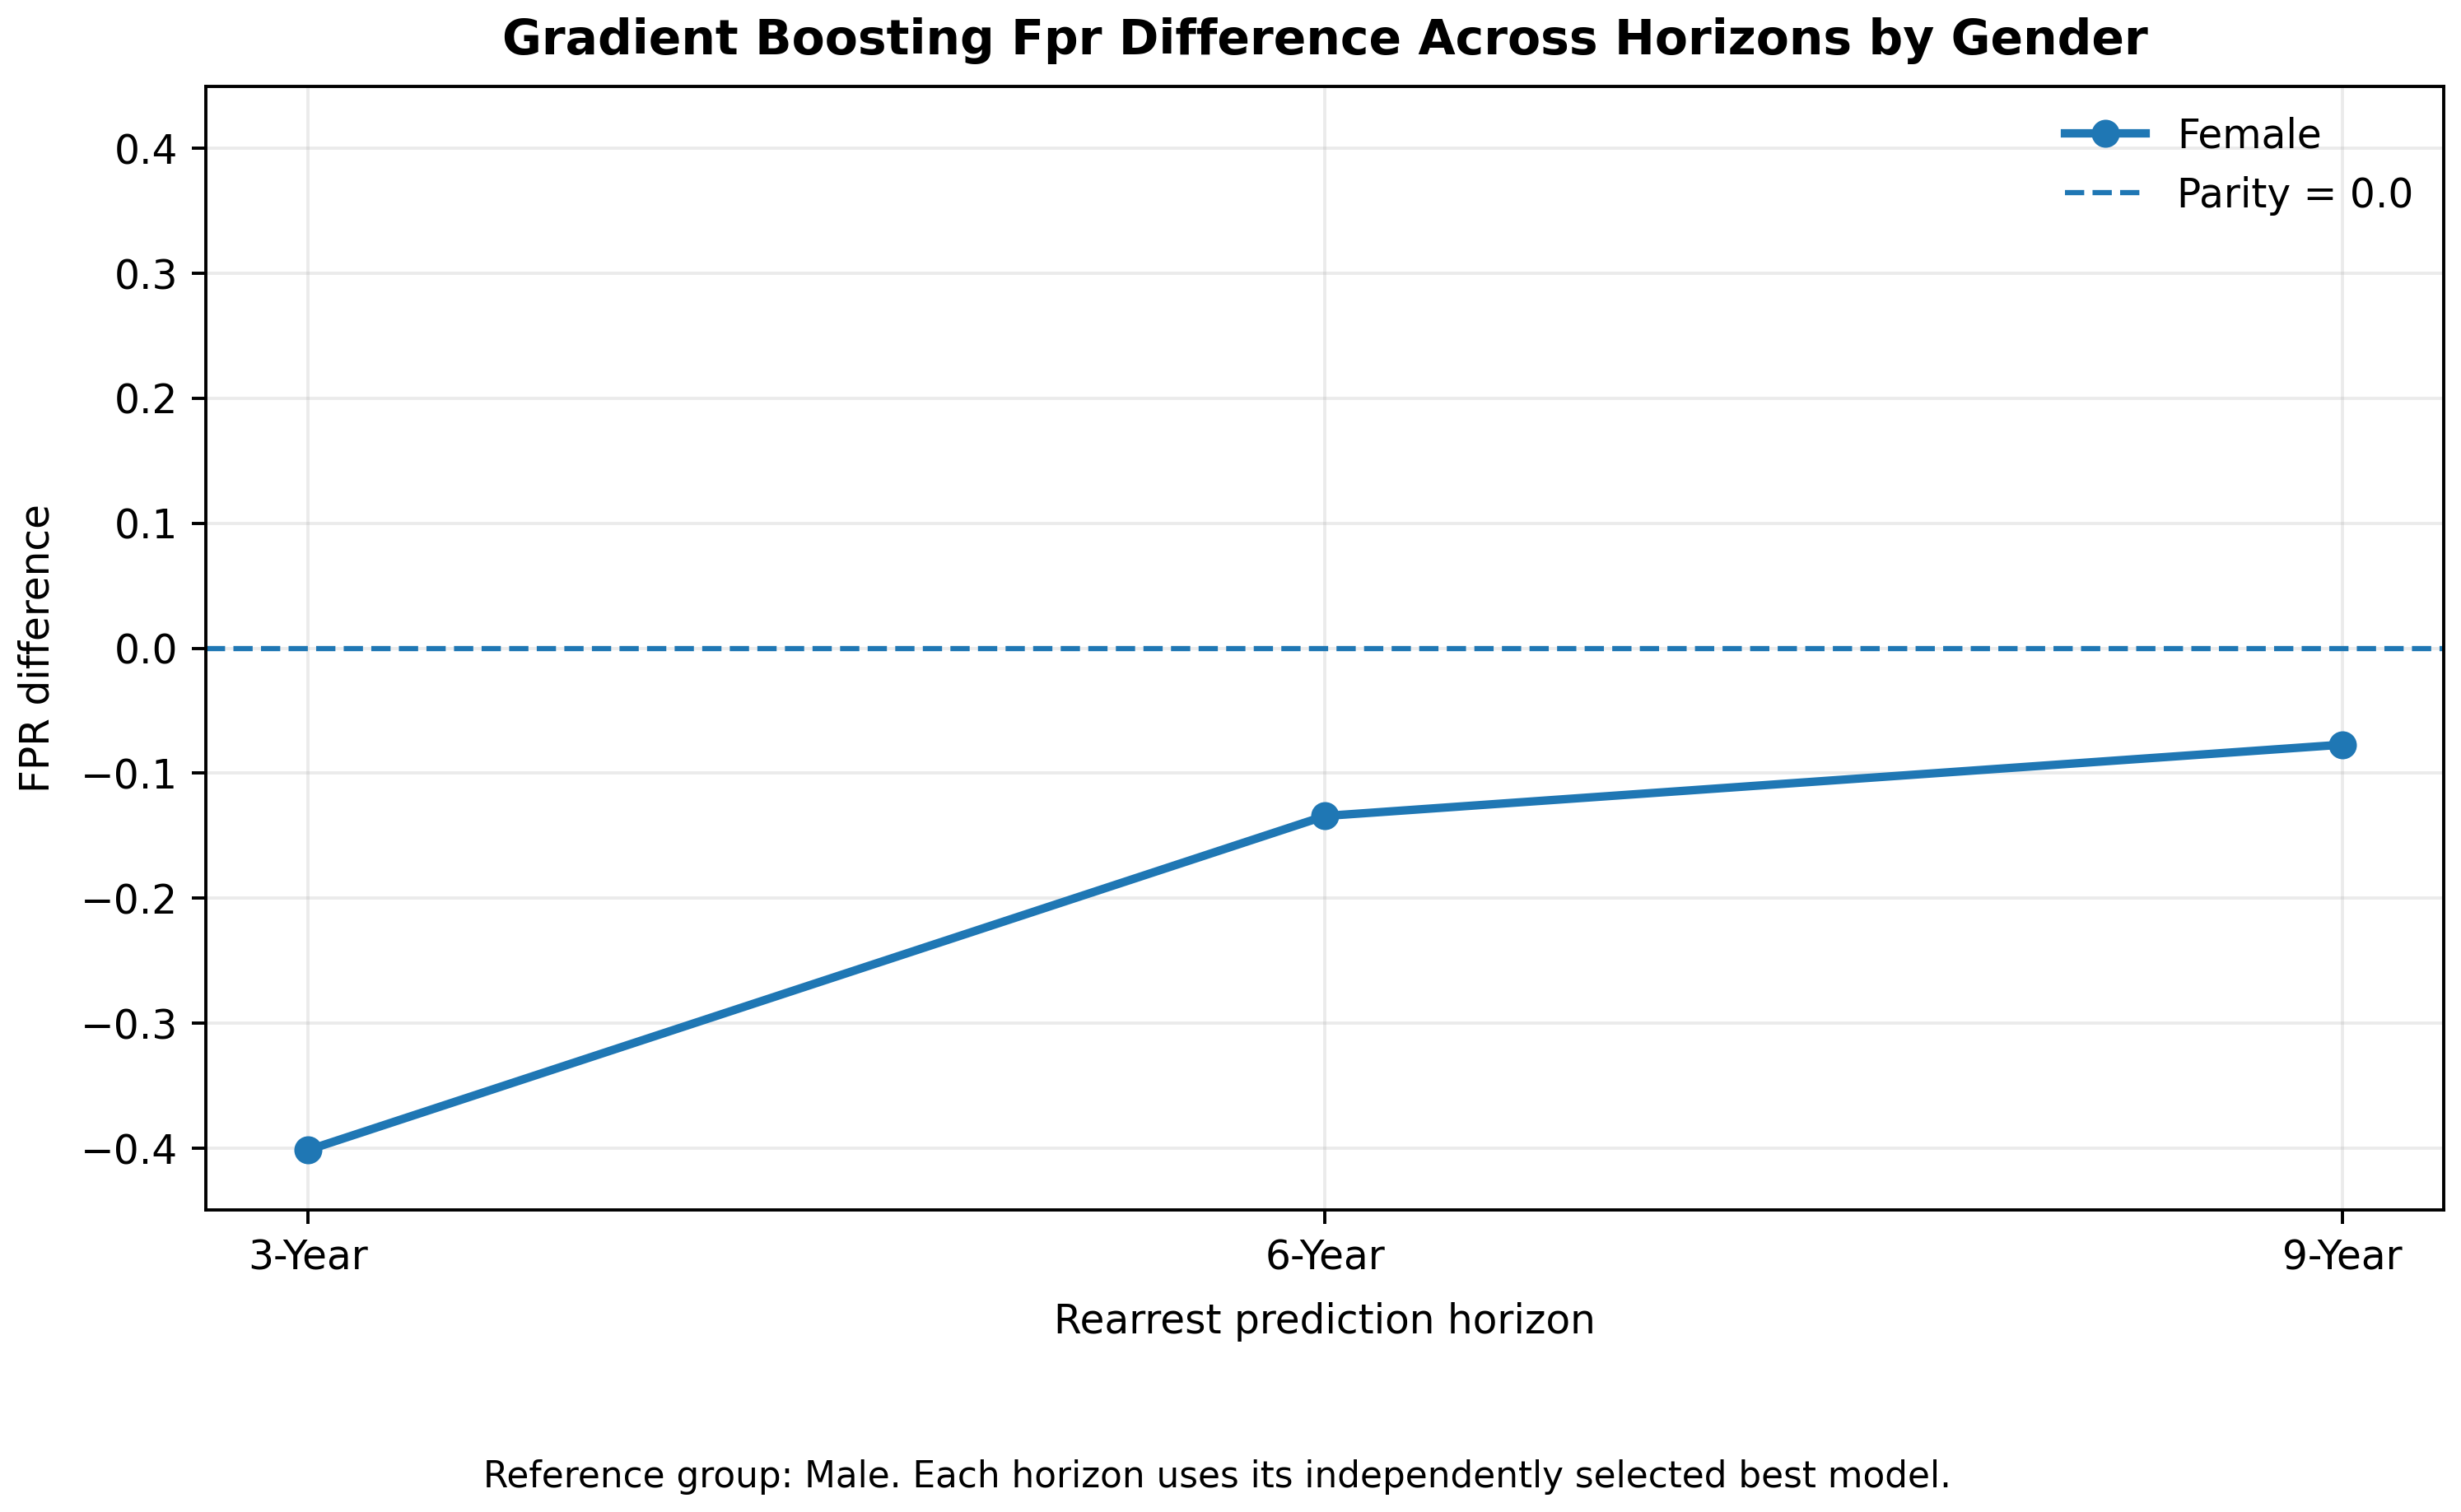 Gradient Boosting Fpr Difference Across Horizons by Gender
Female
Parity = 0.0
0.4
0.3
0.2
0.1
0.0
−0.1
−0.2
−0.3
−0.4
FPR difference
3-Year
6-Year
9-Year
Rearrest prediction horizon
Reference group: Male. Each horizon uses its independently selected best model.